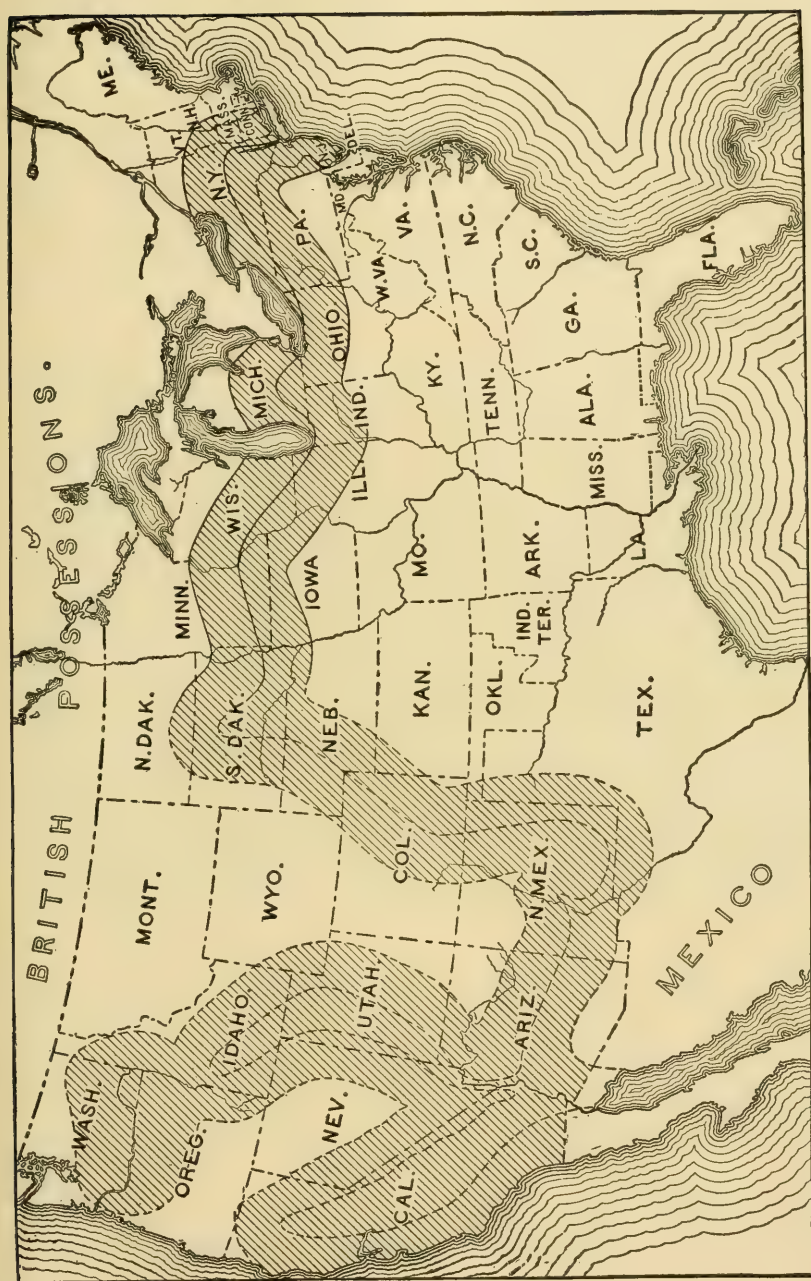 BRITISH POSSESSIONS.
WASH.
MONT.
N.DAK.
MINN.
ME.
OREG.
IDAHO.
WYO.
S. DAK.
WIS.
MICH.
N.Y.
VT.
N.H.
MASS.
CONN.
NEV.
UTAH
COL.
NEB.
IOWA
ILL.
IND.
OHIO
PA.
DEL.
MD.
CAL.
ARIZ.
N.MEX.
KAN.
MO.
KY.
W.VA.
VA.
OKL.
IND.
TER.
ARK.
TENN.
N.C.
S.C.
TEX.
LA.
MISS.
ALA.
GA.
FLA.
MEXICO